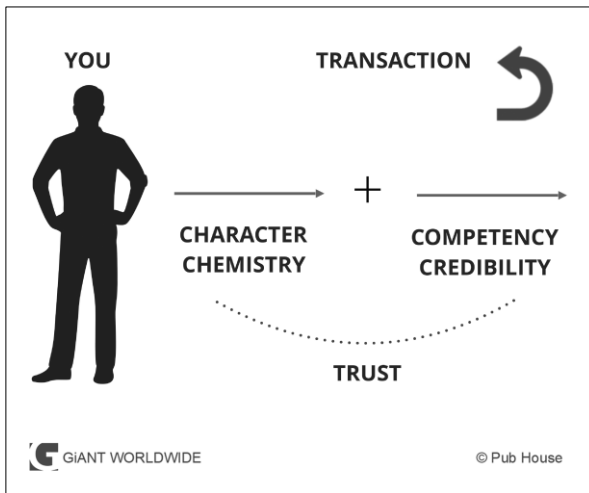 YOU
TRANSACTION
+
CHARACTER
CHEMISTRY
COMPETENCY
CREDIBILITY
TRUST
G GiANT WORLDWIDE
© Pub House